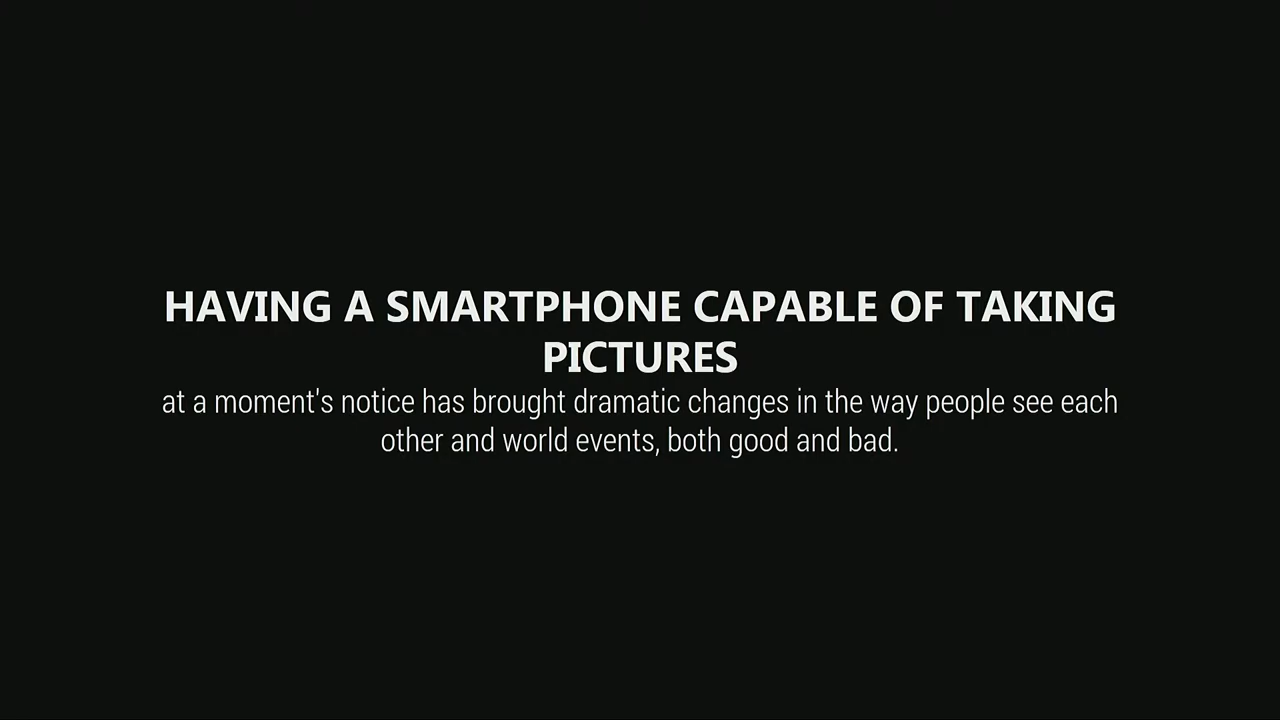 HAVING A SMARTPHONE CAPABLE OF TAKING
PICTURES
at a moment's notice has brought dramatic changes in the way people see each
other and world events, both good and bad.